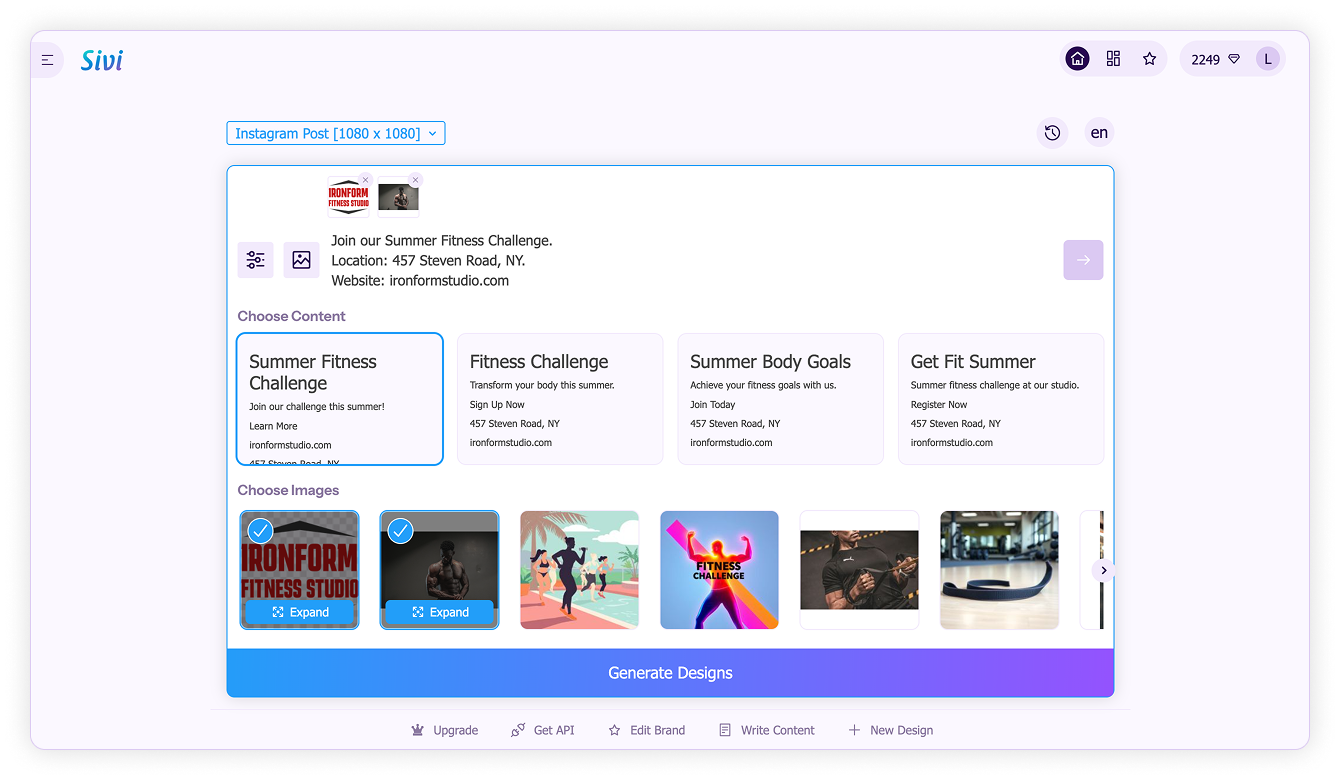 Sivi
2249
L
Instagram Post [1080 x 1080]
en
IRONFORM
FITNESS STUDIO
Join our Summer Fitness Challenge.
Location: 457 Steven Road, NY.
Website: ironformstudio.com
Choose Content
Summer Fitness
Challenge
Join our challenge this summer!
Learn More
ironformstudio.com
457 Steven Road, NY
Fitness Challenge
Transform your body this summer.
Sign Up Now
457 Steven Road, NY
ironformstudio.com
Summer Body Goals
Achieve your fitness goals with us.
Join Today
457 Steven Road, NY
ironformstudio.com
Get Fit Summer
Summer fitness challenge at our studio.
Register Now
457 Steven Road, NY
ironformstudio.com
Choose Images
IRONFORM
FITNESS STUDIO
Expand
Expand
FITNESS
CHALLENGE
Generate Designs
Upgrade
Get API
Edit Brand
Write Content
New Design